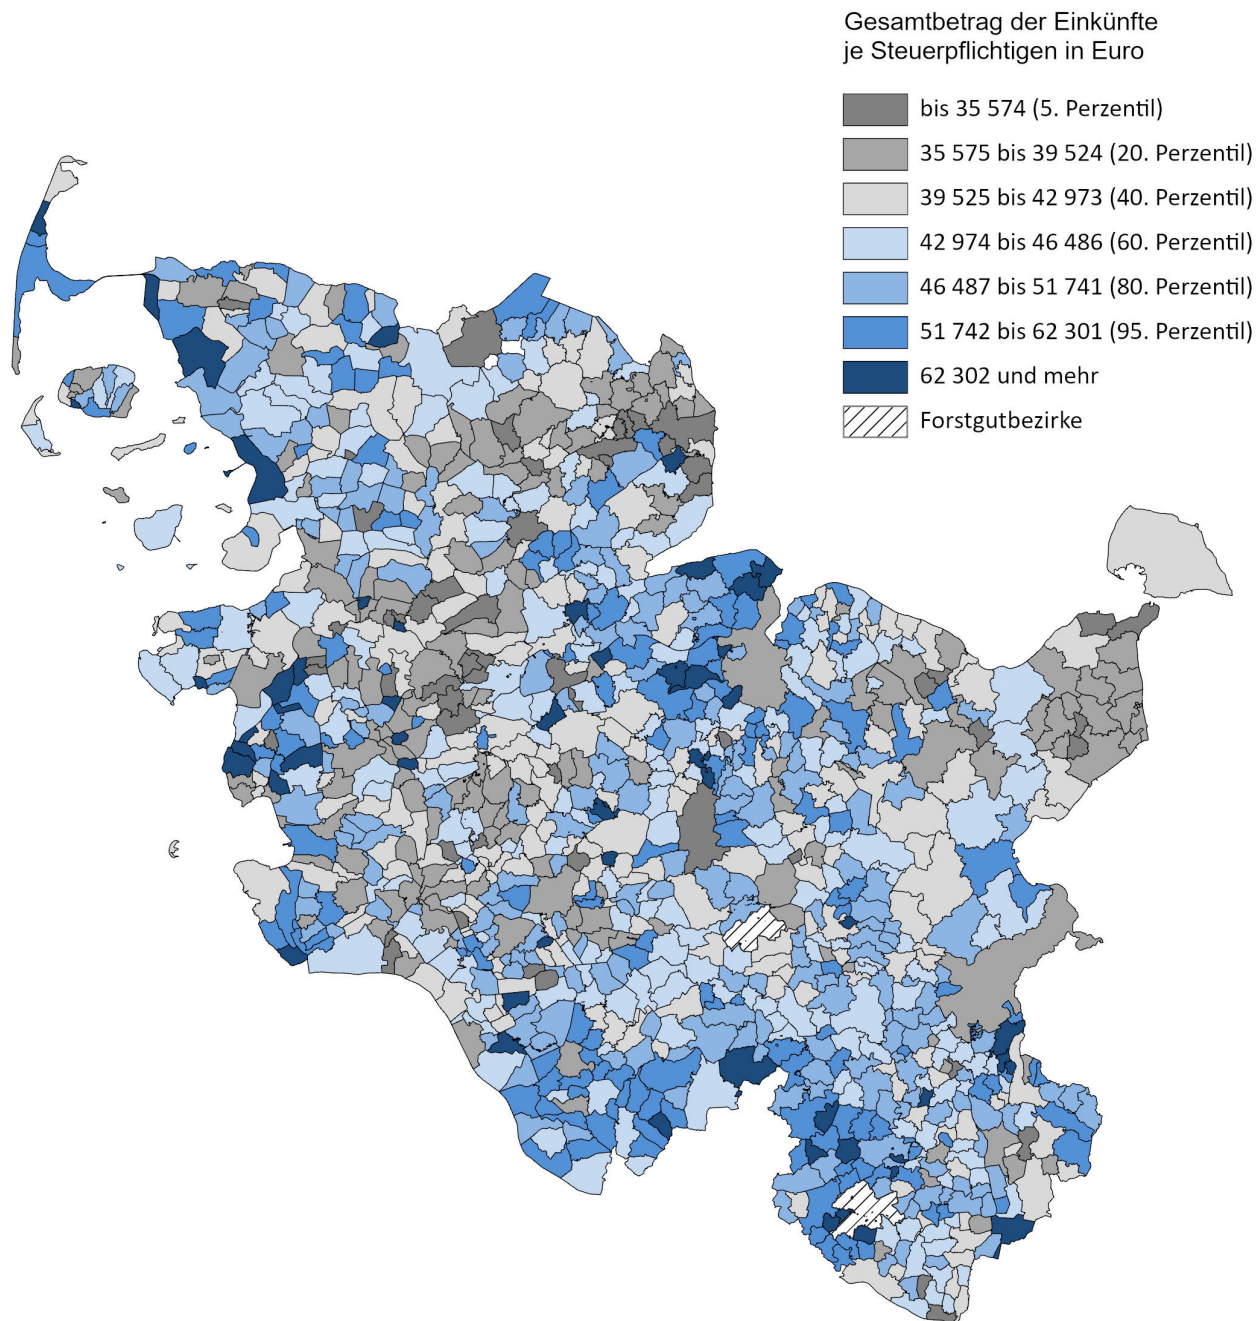 Gesamtbetrag der Einkünfte
je Steuerpflichtigen in Euro
bis 35 574 (5. Perzentil)
35 575 bis 39 524 (20. Perzentil)
39 525 bis 42 973 (40. Perzentil)
42 974 bis 46 486 (60. Perzentil)
46 487 bis 51 741 (80. Perzentil)
51 742 bis 62 301 (95. Perzentil)
62 302 und mehr
Forstgutbezirke